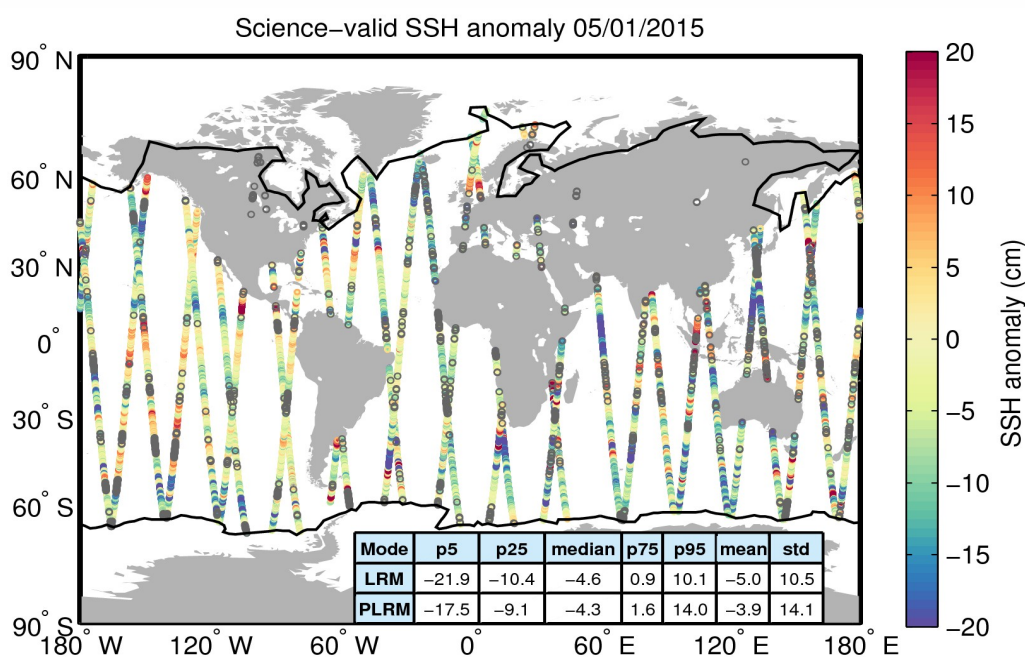 Science−valid SSH anomaly 05/01/2015
90° N
60° N
30° N
0°
30° S
60° S
90° S
180° W
120° W
60° W
0°
60° E
120° E
180° E
20
15
10
5
0
−5
−10
−15
−20
SSH anomaly (cm)
Mode p5 p25 median p75 p95 mean std
LRM −21.9 −10.4 −4.6 0.9 10.1 −5.0 10.5
PLRM −17.5 −9.1 −4.3 1.6 14.0 −3.9 14.1